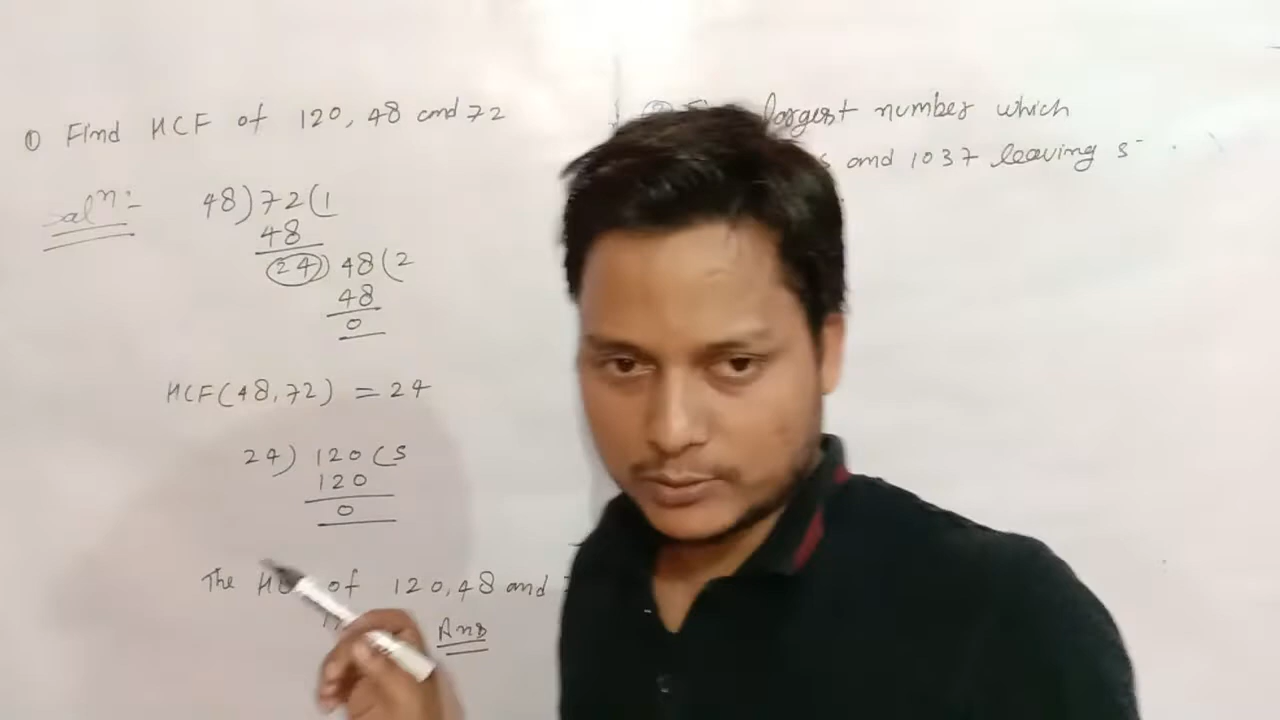 ① Find HCF of 120, 48 and 72
Solⁿ:-
48) 72 (1
48
24) 48 (2
48
0
HCF(48,72) = 24
24) 120 (5
120
0
The of 120,48 and
Ans
largest number which
and 1037 leaving 5